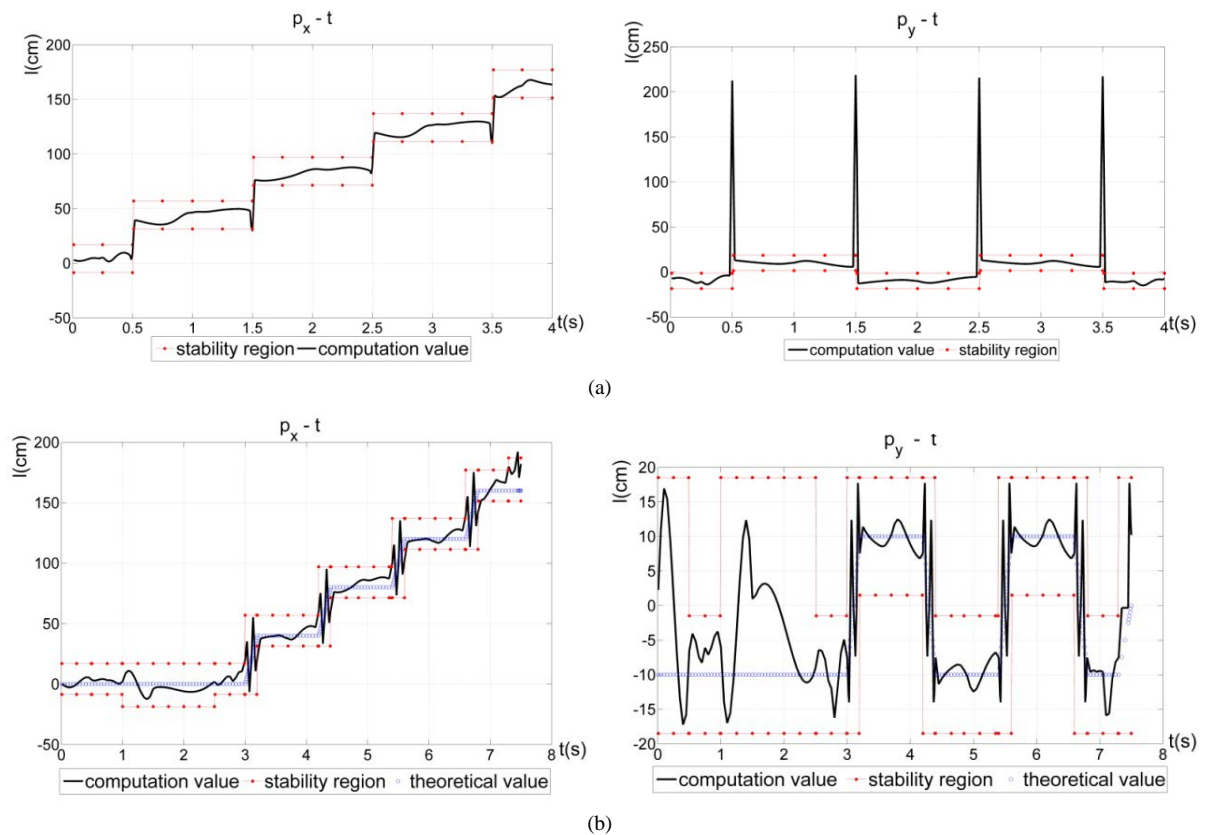 p_x - t
l(cm)
200
150
100
50
0
-50
0 0.5 1 1.5 2 2.5 3 3.5 4 t(s)
stability region computation value
p_y - t
l(cm)
250
200
150
100
50
0
-50
0 0.5 1 1.5 2 2.5 3 3.5 4 t(s)
computation value stability region
(a)
p_x - t
l(cm)
200
150
100
50
0
-50
0 1 2 3 4 5 6 7 8 t(s)
computation value stability region theoretical value
p_y - t
l(cm)
20
15
10
5
0
-5
-10
-15
-20
0 1 2 3 4 5 6 7 8 t(s)
computation value stability region theoretical value
(b)